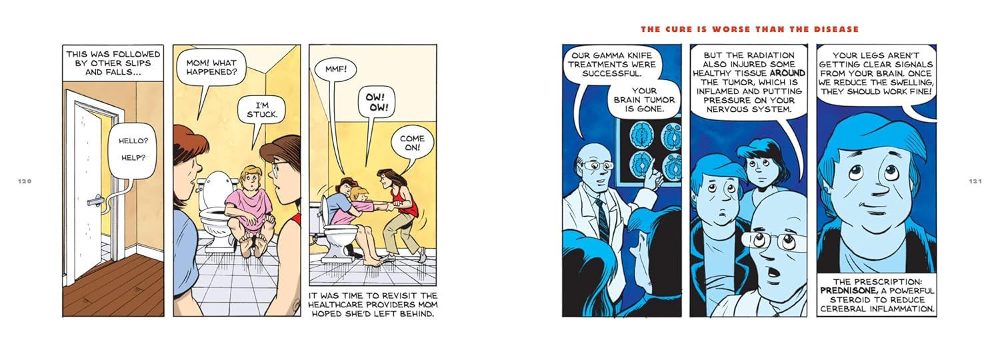 THIS WAS FOLLOWED
BY OTHER SLIPS
AND FALLS...
HELLO?
HELP?
MOM! WHAT
HAPPENED?
I'M
STUCK.
MMF!
OW!
OW!
COME
ON!
IT WAS TIME TO REVISIT THE
HEALTHCARE PROVIDERS MOM
HOPED SHE'D LEFT BEHIND.
120
THE CURE IS WORSE THAN THE DISEASE
OUR GAMMA KNIFE
TREATMENTS WERE
SUCCESSFUL.
YOUR
BRAIN TUMOR
IS GONE.
BUT THE RADIATION
ALSO INJURED SOME
HEALTHY TISSUE AROUND
THE TUMOR, WHICH IS
INFLAMED AND PUTTING
PRESSURE ON YOUR
NERVOUS SYSTEM.
YOUR LEGS AREN'T
GETTING CLEAR SIGNALS
FROM YOUR BRAIN. ONCE
WE REDUCE THE SWELLING,
THEY SHOULD WORK FINE!
THE PRESCRIPTION:
PREDNISONE, A POWERFUL
STEROID TO REDUCE
CEREBRAL INFLAMMATION.
121